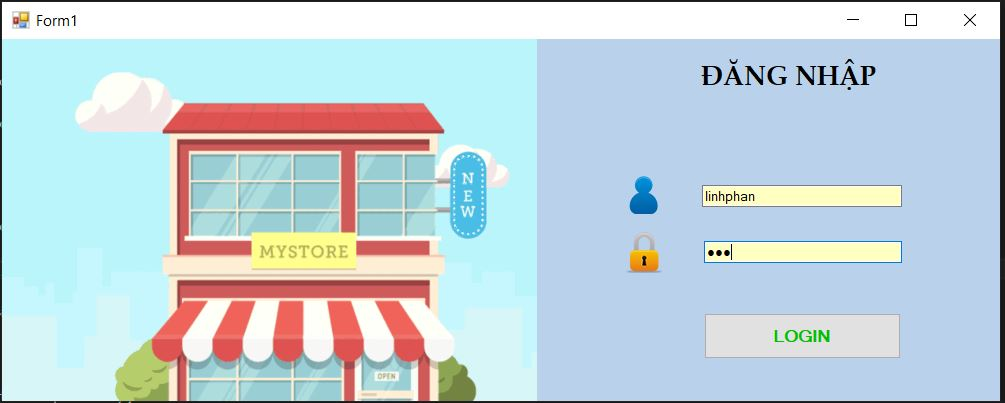 Form1
NEW
MYSTORE
OPEN
ĐĂNG NHẬP
linhphan
•••
LOGIN